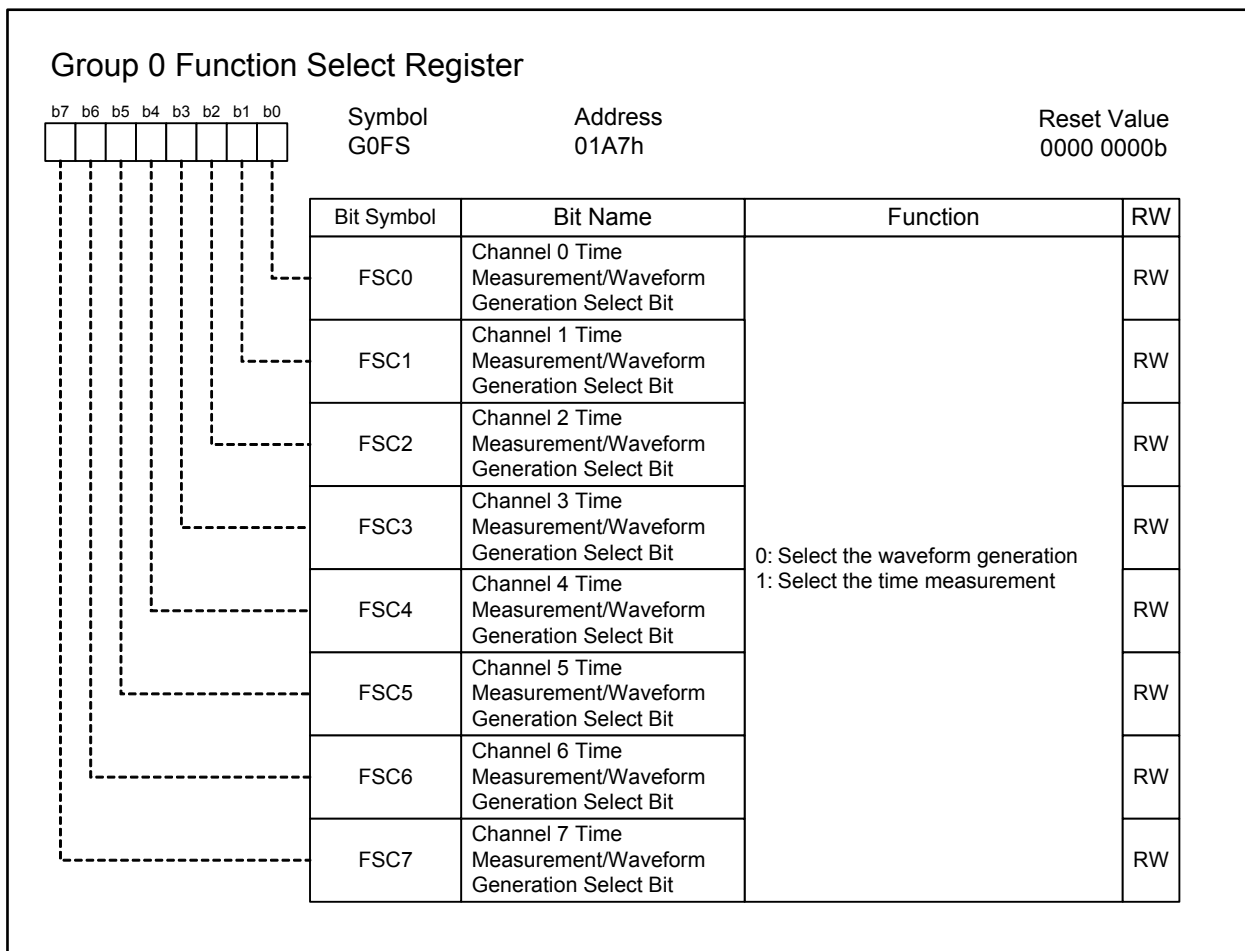 Group 0 Function Select Register
b7 b6 b5 b4 b3 b2 b1 b0
Symbol Address Reset Value
G0FS 01A7h 0000 0000b
Bit Symbol Bit Name Function RW
FSC0 Channel 0 Time
Measurement/Waveform
Generation Select Bit RW
FSC1 Channel 1 Time
Measurement/Waveform
Generation Select Bit RW
FSC2 Channel 2 Time
Measurement/Waveform
Generation Select Bit RW
FSC3 Channel 3 Time
Measurement/Waveform
Generation Select Bit RW
0: Select the waveform generation
1: Select the time measurement
FSC4 Channel 4 Time
Measurement/Waveform
Generation Select Bit RW
FSC5 Channel 5 Time
Measurement/Waveform
Generation Select Bit RW
FSC6 Channel 6 Time
Measurement/Waveform
Generation Select Bit RW
FSC7 Channel 7 Time
Measurement/Waveform
Generation Select Bit RW